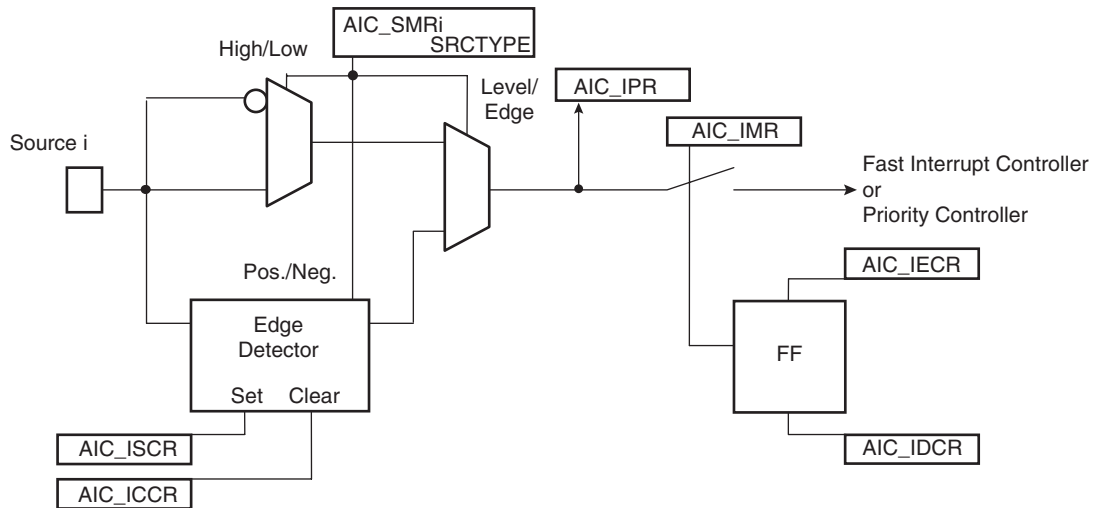 AIC_SMRi
SRCTYPE
High/Low
Level/
Edge
AIC_IPR
AIC_IMR
Source i
Fast Interrupt Controller
or
Priority Controller
Pos./Neg.
AIC_IECR
Edge
Detector
FF
Set Clear
AIC_ISCR
AIC_IDCR
AIC_ICCR